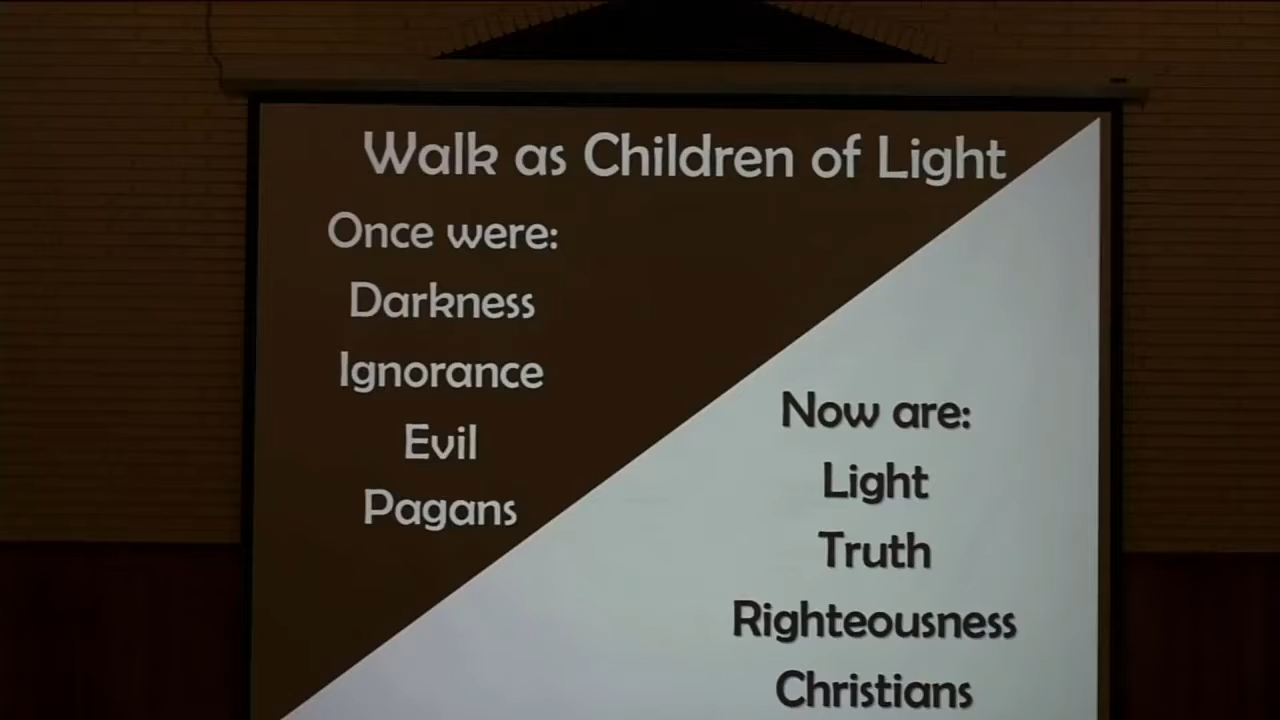 Walk as Children of Light
Once were:
Darkness
Ignorance
Evil
Pagans
Now are:
Light
Truth
Righteousness
Christians